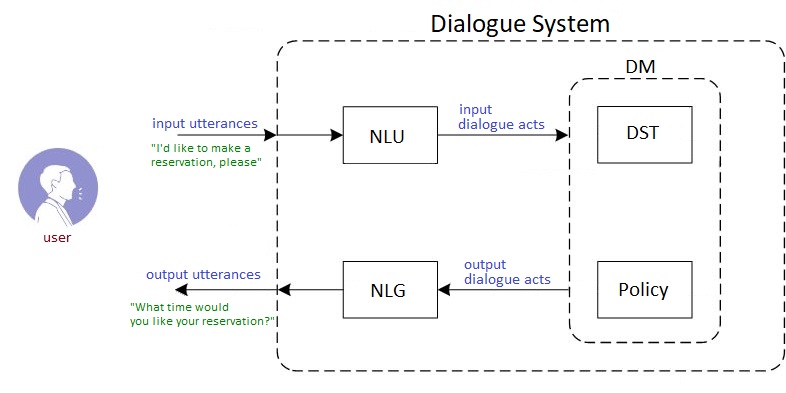 Dialogue System
DM
input utterances
"I'd like to make a
reservation, please"
NLU
input
dialogue acts
DST
user
output utterances
"What time would
you like your reservation?"
NLG
output
dialogue acts
Policy